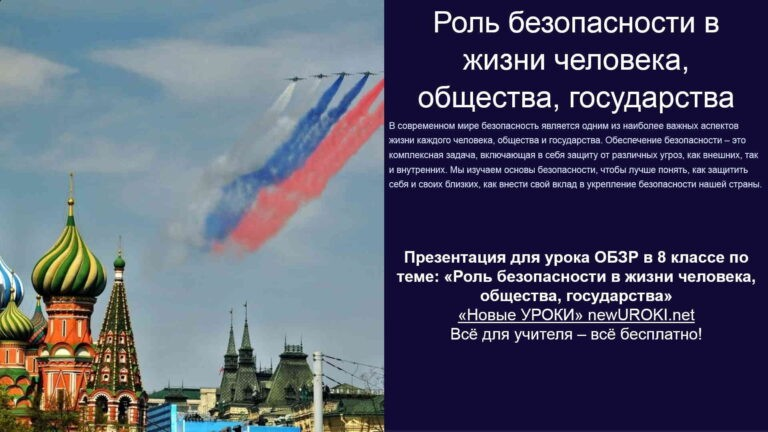 Роль безопасности в
жизни человека,
общества, государства
В современном мире безопасность является одним из наиболее важных аспектов
жизни каждого человека, общества и государства. Обеспечение безопасности – это
комплексная задача, включающая в себя защиту от различных угроз, как внешних, так
и внутренних. Мы изучаем основы безопасности, чтобы лучше понять, как защитить
себя и своих близких, как внести свой вклад в укрепление безопасности нашей страны.
Презентация для урока ОБЗР в 8 классе по
теме: «Роль безопасности в жизни человека,
общества, государства»
«Новые УРОКИ» newUROKI.net
Всё для учителя – всё бесплатно!